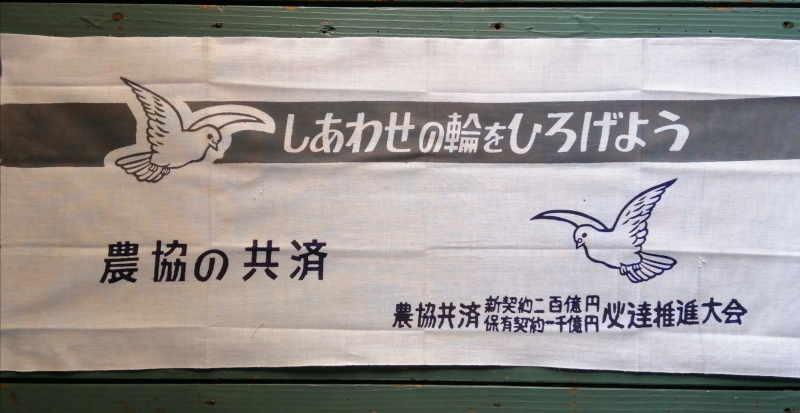 しあわせの輪をひろげよう
農協の共済
農協共済 新契約二百億円 保有契約一千億円 必達推進大会